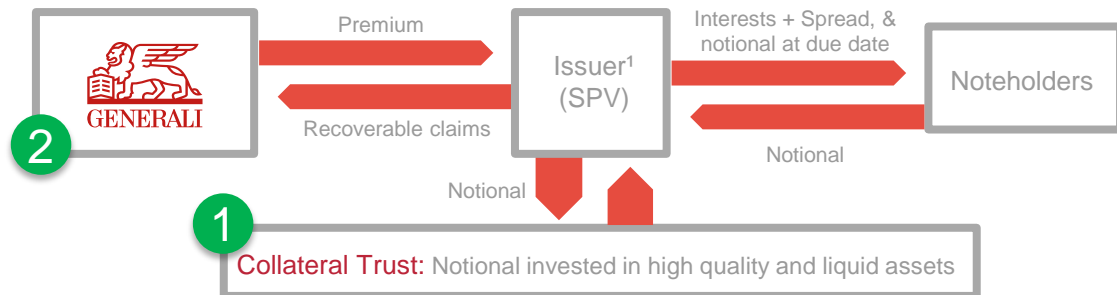 Premium
Interests + Spread, &
notional at due date
GENERALI
Issuer¹
(SPV)
Noteholders
Recoverable claims
2
Notional
Notional
1
Collateral Trust: Notional invested in high quality and liquid assets